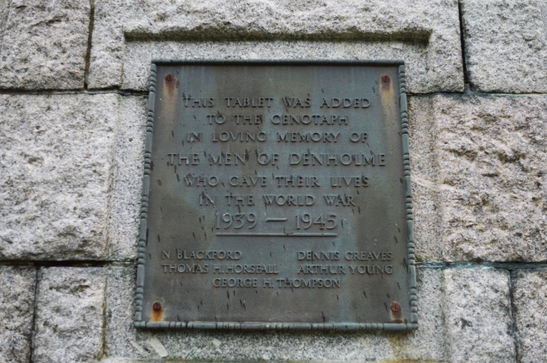 THIS TABLET WAS ADDED
TO THE CENOTAPH
IN LOVING MEMORY OF
THE MEN OF DENHOLME
WHO GAVE THEIR LIVES
IN THE WORLD WAR
1939 — 1945
N. BLACKFORD DENNIS GREAVES
THOMAS H. HORSFALL ARTHUR YOUNG
GEORGE H. THOMPSON